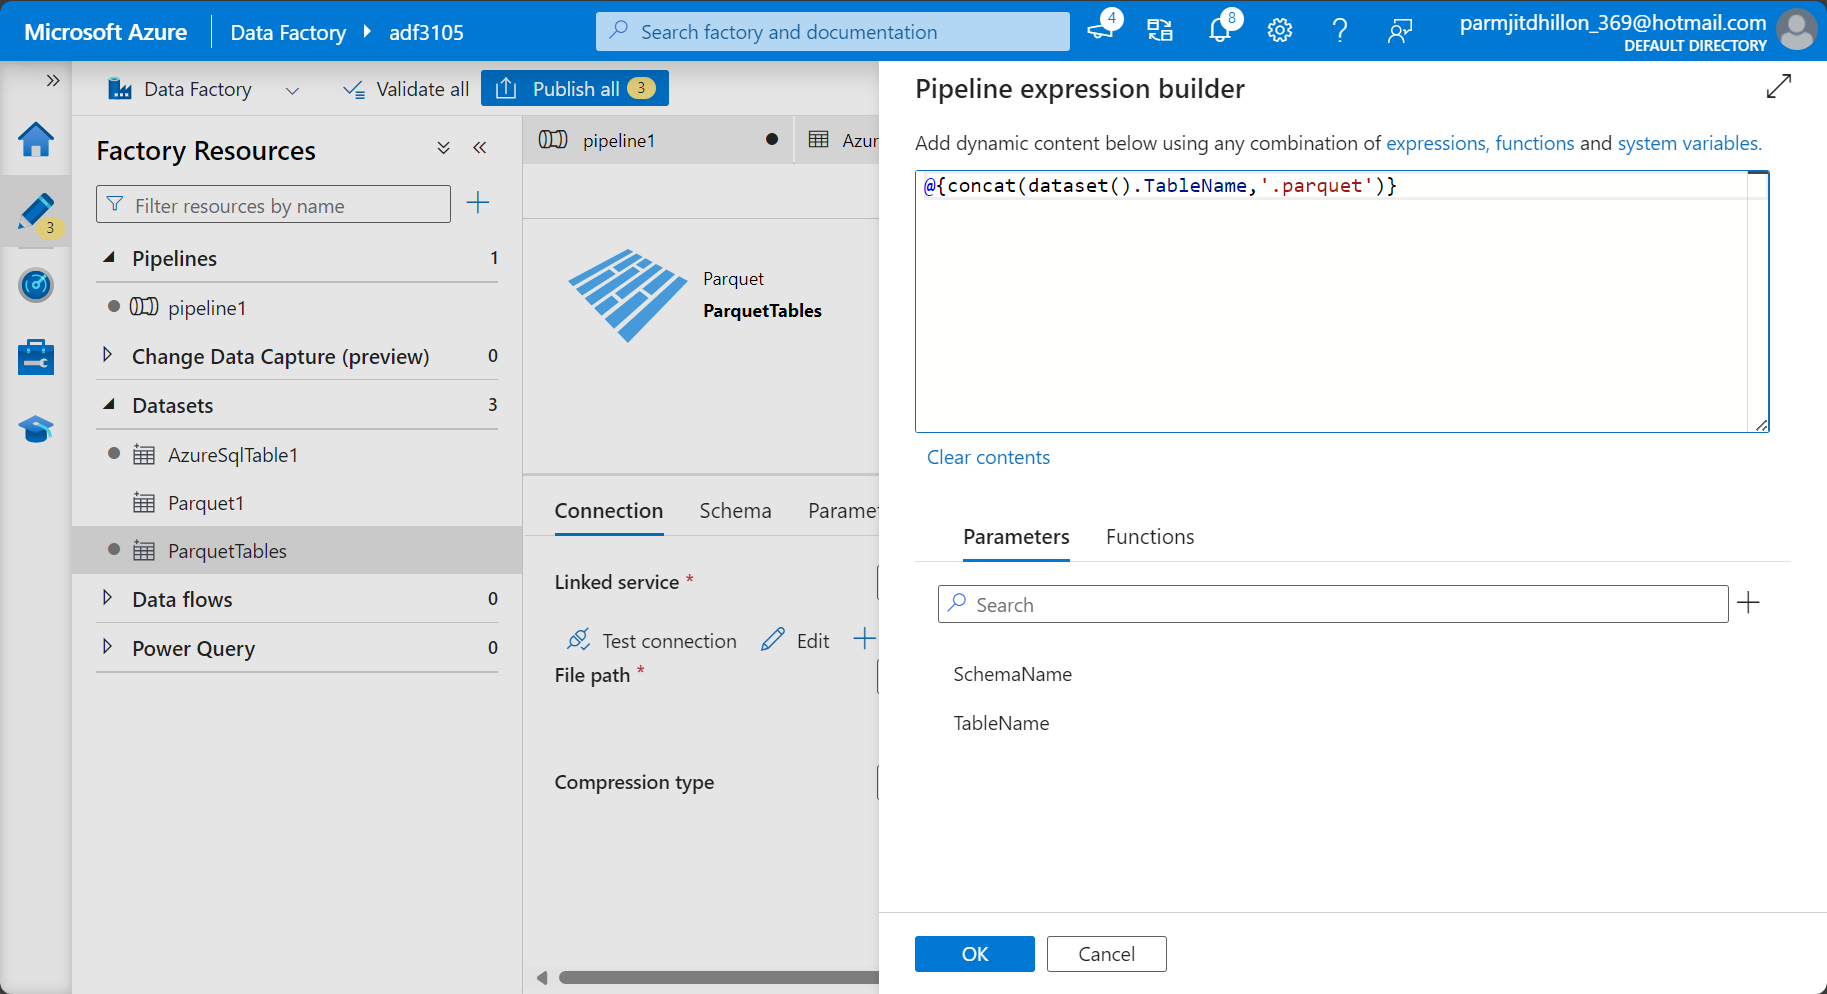 Microsoft Azure
Data Factory
adf3105
Search factory and documentation
4
8
parmjitdhillon_369@hotmail.com
DEFAULT DIRECTORY
Data Factory
Validate all
Publish all
3
Factory Resources
Filter resources by name
3
Pipelines
1
pipeline1
Change Data Capture (preview)
0
Datasets
3
AzureSqlTable1
Parquet1
ParquetTables
Data flows
0
Power Query
0
pipeline1
Azur
Parquet
ParquetTables
Connection
Schema
Paramet
Linked service *
Test connection
Edit
File path *
Compression type
Pipeline expression builder
Add dynamic content below using any combination of expressions, functions and system variables.
@{concat(dataset().TableName,'.parquet')}
Clear contents
Parameters
Functions
Search
SchemaName
TableName
OK
Cancel